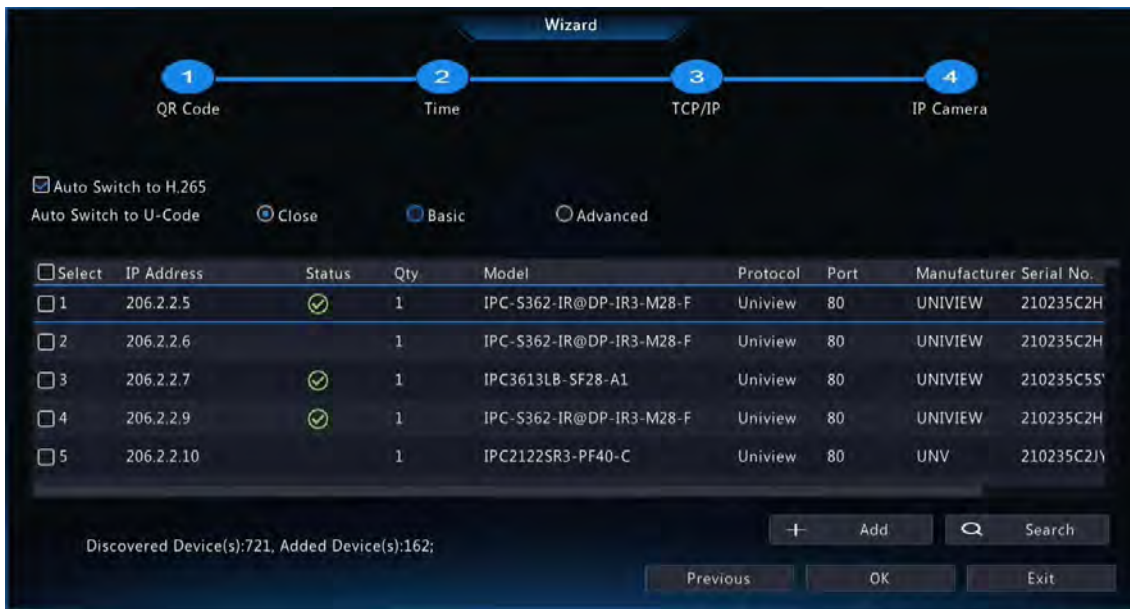 Wizard
1 2 3 4
QR Code Time TCP/IP IP Camera
Auto Switch to H.265
Auto Switch to U-Code Close Basic Advanced
Select IP Address Status Qty Model Protocol Port Manufacturer Serial No.
1 206.2.2.5 1 IPC-S362-IR@DP-IR3-M28-F Uniview 80 UNIVIEW 210235C2H
2 206.2.2.6 1 IPC-S362-IR@DP-IR3-M28-F Uniview 80 UNIVIEW 210235C2H
3 206.2.2.7 1 IPC3613LB-SF28-A1 Uniview 80 UNIVIEW 210235C5S
4 206.2.2.9 1 IPC-S362-IR@DP-IR3-M28-F Uniview 80 UNIVIEW 210235C2H
5 206.2.2.10 1 IPC2122SR3-PF40-C Uniview 80 UNV 210235C2J
Add Search
Discovered Device(s):721, Added Device(s):162;
Previous OK Exit